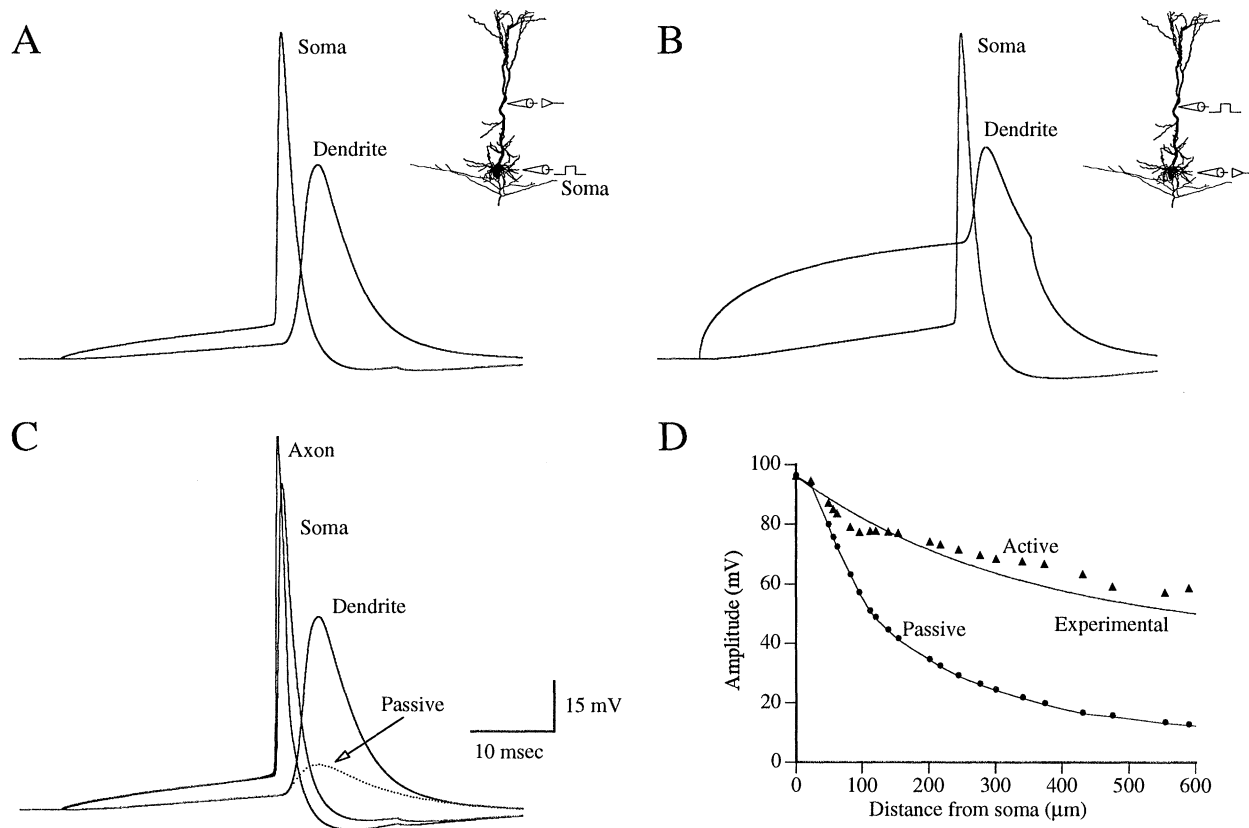 A
Soma
Dendrite
Soma
B
Soma
Dendrite
C
Axon
Soma
Dendrite
Passive
15 mV
10 msec
D
100
80
60
40
20
0
Amplitude (mV)
Active
Experimental
Passive
0
100
200
300
400
500
600
Distance from soma (μm)